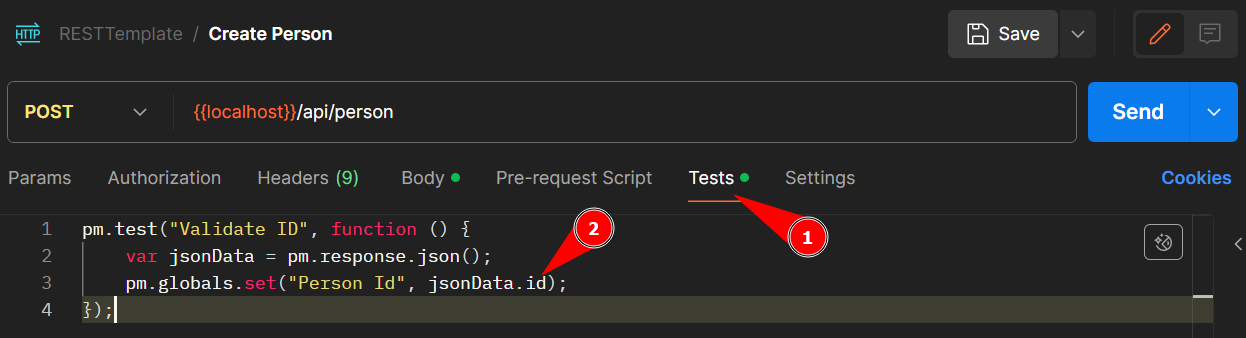 HTTP RESTTemplate / Create Person Save
POST {{localhost}}/api/person Send
Params Authorization Headers (9) Body Pre-request Script Tests Settings Cookies
1 pm.test("Validate ID", function () {
2 var jsonData = pm.response.json();
3 pm.globals.set("Person Id", jsonData.id);
4 });
2
1